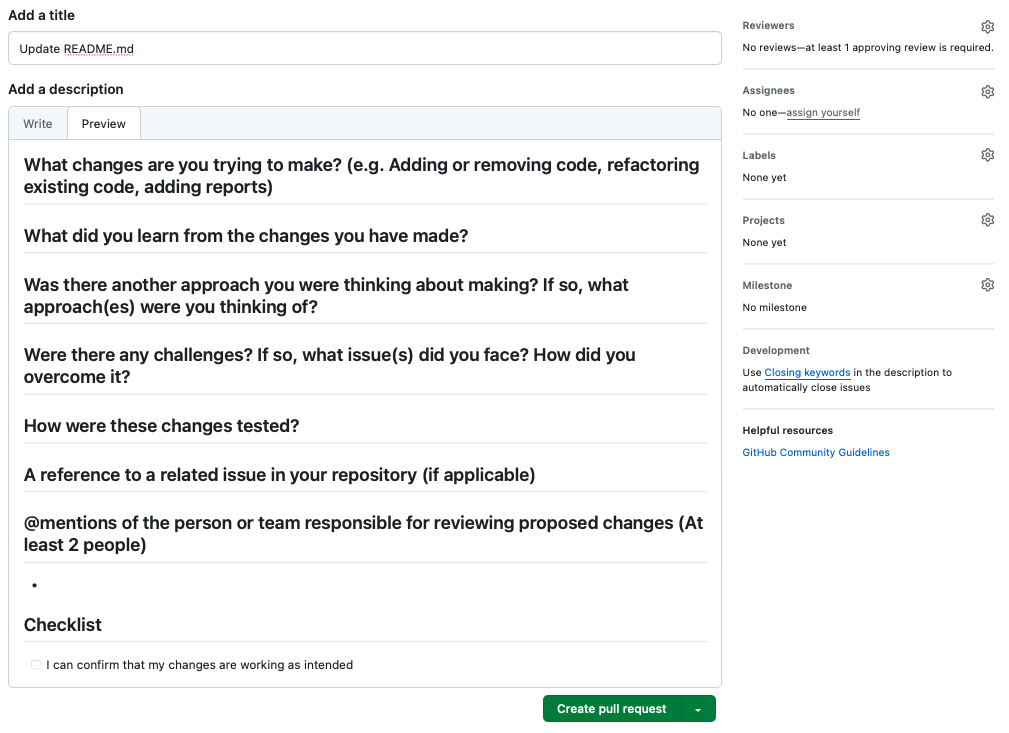 Add a title
Update README.md
Add a description
Write
Preview
What changes are you trying to make? (e.g. Adding or removing code, refactoring
existing code, adding reports)
What did you learn from the changes you have made?
Was there another approach you were thinking about making? If so, what
approach(es) were you thinking of?
Were there any challenges? If so, what issue(s) did you face? How did you
overcome it?
How were these changes tested?
A reference to a related issue in your repository (if applicable)
@mentions of the person or team responsible for reviewing proposed changes (At
least 2 people)
•
Checklist
I can confirm that my changes are working as intended
Create pull request
Reviewers
No reviews—at least 1 approving review is required.
Assignees
No one—assign yourself
Labels
None yet
Projects
None yet
Milestone
No milestone
Development
Use Closing keywords in the description to
automatically close issues
Helpful resources
GitHub Community Guidelines